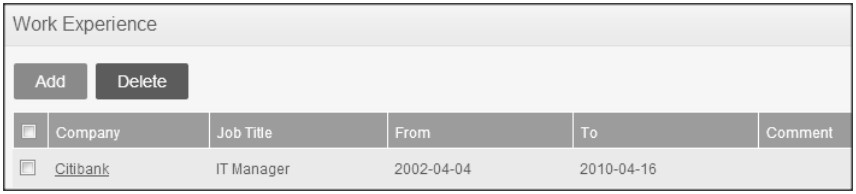 Work Experience
Add Delete
Company Job Title From To Comment
Citibank IT Manager 2002-04-04 2010-04-16